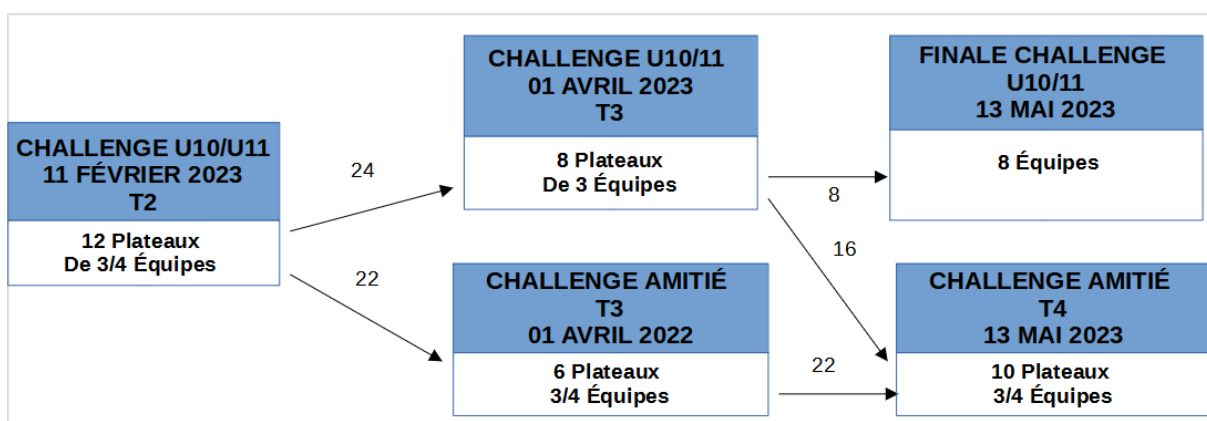 CHALLENGE U10/U11
11 FÉVRIER 2023
T2
12 Plateaux
De 3/4 Équipes
24
22
CHALLENGE U10/11
01 AVRIL 2023
T3
8 Plateaux
De 3 Équipes
CHALLENGE AMITIÉ
T3
01 AVRIL 2022
6 Plateaux
3/4 Équipes
8
16
22
FINALE CHALLENGE
U10/11
13 MAI 2023
8 Équipes
CHALLENGE AMITIÉ
T4
13 MAI 2023
10 Plateaux
3/4 Équipes